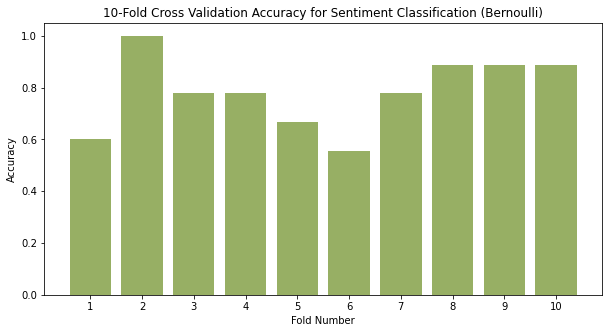 10-Fold Cross Validation Accuracy for Sentiment Classification (Bernoulli)
1.0
0.8
0.6
0.4
0.2
0.0
Accuracy
1 2 3 4 5 6 7 8 9 10
Fold Number